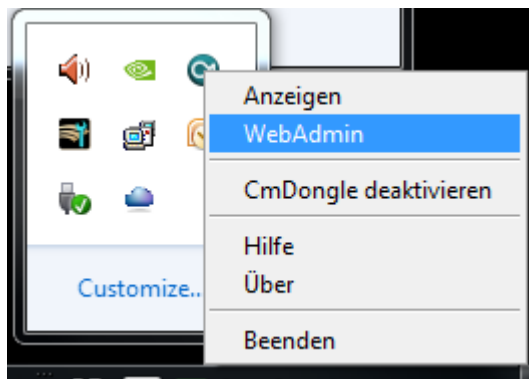 Anzeigen
WebAdmin
CmDongle deaktivieren
Hilfe
Über
Beenden
Customize...